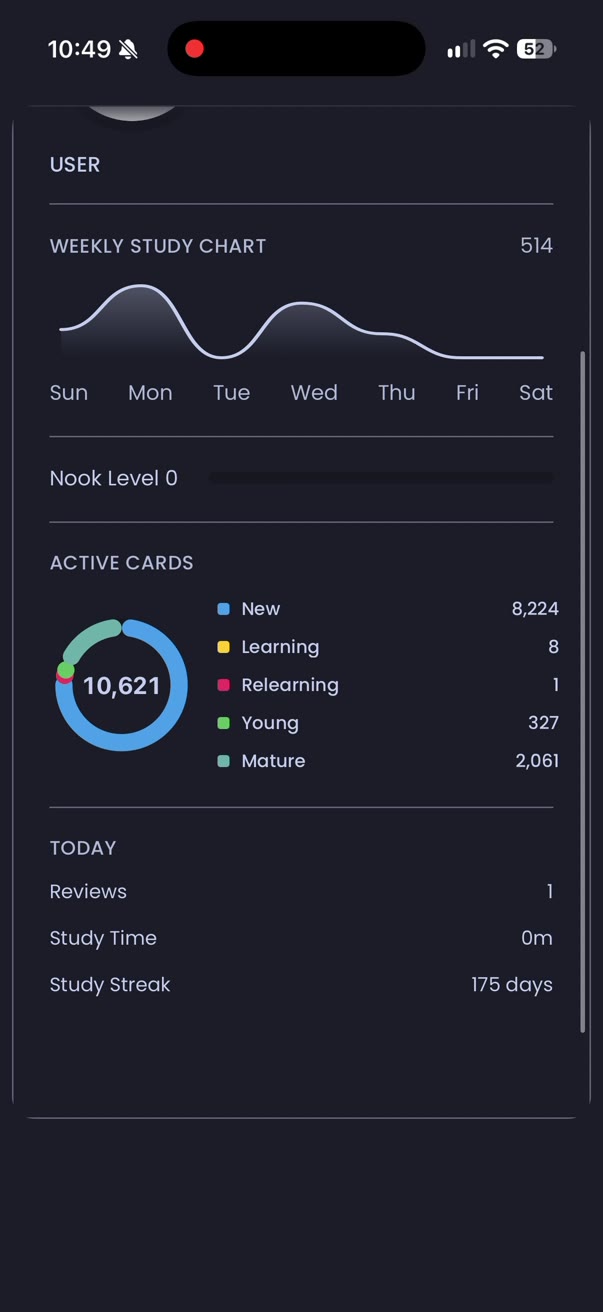 10:49
52
USER
WEEKLY STUDY CHART 514
Sun Mon Tue Wed Thu Fri Sat
Nook Level 0
ACTIVE CARDS
10,621
New 8,224
Learning 8
Relearning 1
Young 327
Mature 2,061
TODAY
Reviews 1
Study Time 0m
Study Streak 175 days